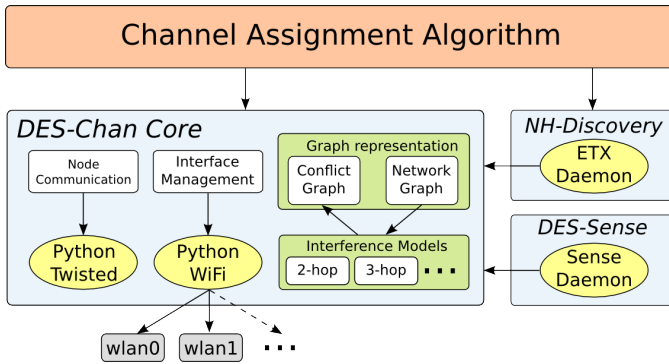 Channel Assignment Algorithm
DES-Chan Core
Node
Communication
Interface
Management
Python
Twisted
Python
WiFi
Graph representation
Conflict
Graph
Network
Graph
Interference Models
2-hop
3-hop
...
NH-Discovery
ETX
Daemon
DES-Sense
Sense
Daemon
wlan0
wlan1
...